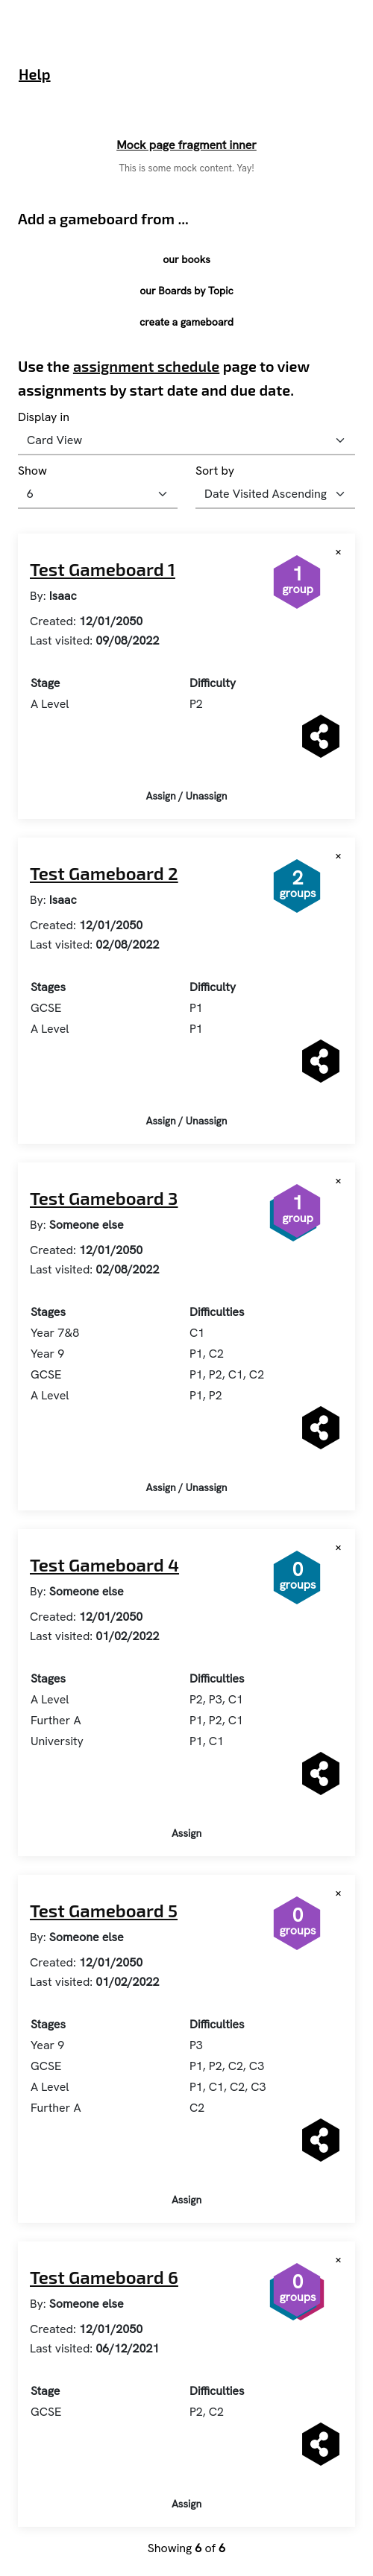 Help
Mock page fragment inner
This is some mock content. Yay!
Add a gameboard from ...
our books
our Boards by Topic
create a gameboard
Use the assignment schedule page to view
assignments by start date and due date.
Display in
Card View
Show
Sort by
6
Date Visited Ascending
×
Test Gameboard 1
1
group
By: Isaac
Created: 12/01/2050
Last visited: 09/08/2022
Stage Difficulty
A Level P2
Assign / Unassign
×
Test Gameboard 2
2
groups
By: Isaac
Created: 12/01/2050
Last visited: 02/08/2022
Stages Difficulty
GCSE P1
A Level P1
Assign / Unassign
×
Test Gameboard 3
1
group
By: Someone else
Created: 12/01/2050
Last visited: 02/08/2022
Stages Difficulties
Year 7&8 C1
Year 9 P1, C2
GCSE P1, P2, C1, C2
A Level P1, P2
Assign / Unassign
×
Test Gameboard 4
0
groups
By: Someone else
Created: 12/01/2050
Last visited: 01/02/2022
Stages Difficulties
A Level P2, P3, C1
Further A P1, P2, C1
University P1, C1
Assign
×
Test Gameboard 5
0
groups
By: Someone else
Created: 12/01/2050
Last visited: 01/02/2022
Stages Difficulties
Year 9 P3
GCSE P1, P2, C2, C3
A Level P1, C1, C2, C3
Further A C2
Assign
×
Test Gameboard 6
0
groups
By: Someone else
Created: 12/01/2050
Last visited: 06/12/2021
Stage Difficulties
GCSE P2, C2
Assign
Showing 6 of 6